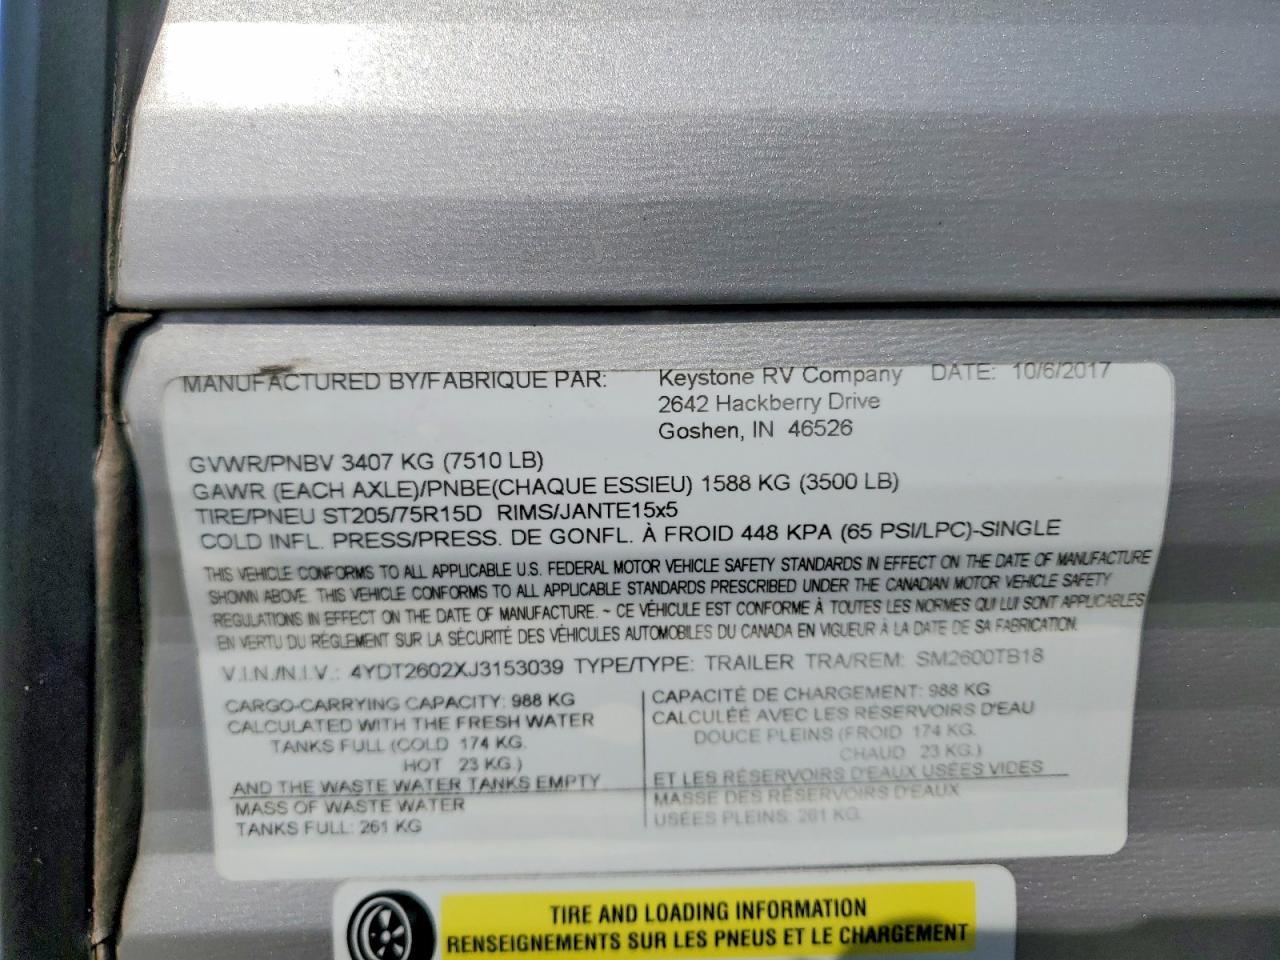 MANUFACTURED BY/FABRIQUE PAR: Keystone RV Company DATE: 10/6/2017
2642 Hackberry Drive
Goshen, IN 46526
GVWR/PNBV 3407 KG (7510 LB)
GAWR (EACH AXLE)/PNBE(CHAQUE ESSIEU) 1588 KG (3500 LB)
TIRE/PNEU ST205/75R15D RIMS/JANTE15x5
COLD INFL. PRESS/PRESS. DE GONFL. À FROID 448 KPA (65 PSI/LPC)-SINGLE
THIS VEHICLE CONFORMS TO ALL APPLICABLE U.S. FEDERAL MOTOR VEHICLE SAFETY STANDARDS IN EFFECT ON THE DATE OF MANUFACTURE
SHOWN ABOVE. THIS VEHICLE CONFORMS TO ALL APPLICABLE STANDARDS PRESCRIBED UNDER THE CANADIAN MOTOR VEHICLE SAFETY
REGULATIONS IN EFFECT ON THE DATE OF MANUFACTURE. ~ CE VÉHICULE EST CONFORME À TOUTES LES NORMES QUI LUI SONT APPLICABLES
EN VERTU DU RÉGLEMENT SUR LA SÉCURITÉ DES VÉHICULES AUTOMOBILES DU CANADA EN VIGUEUR À LA DATE DE SA FABRICATION.
V.I.N./N.I.V.: 4YDT2602XJ3153039 TYPE/TYPE: TRAILER TRA/REM: SM2600TB18
CARGO-CARRYING CAPACITY: 988 KG
CALCULATED WITH THE FRESH WATER
TANKS FULL (COLD 174 KG.
HOT 23 KG.)
AND THE WASTE WATER TANKS EMPTY
MASS OF WASTE WATER
TANKS FULL: 261 KG
CAPACITÉ DE CHARGEMENT: 988 KG
CALCULÉE AVEC LES RÉSERVOIRS D'EAU
DOUCE PLEINS (FROID 174 KG.
CHAUD 23 KG.)
ET LES RÉSERVOIRS D'EAUX USÉES VIDES
MASSE DES RÉSERVOIRS D'EAUX
USÉES PLEINS: 261 KG.
TIRE AND LOADING INFORMATION
RENSEIGNEMENTS SUR LES PNEUS ET LE CHARGEMENT